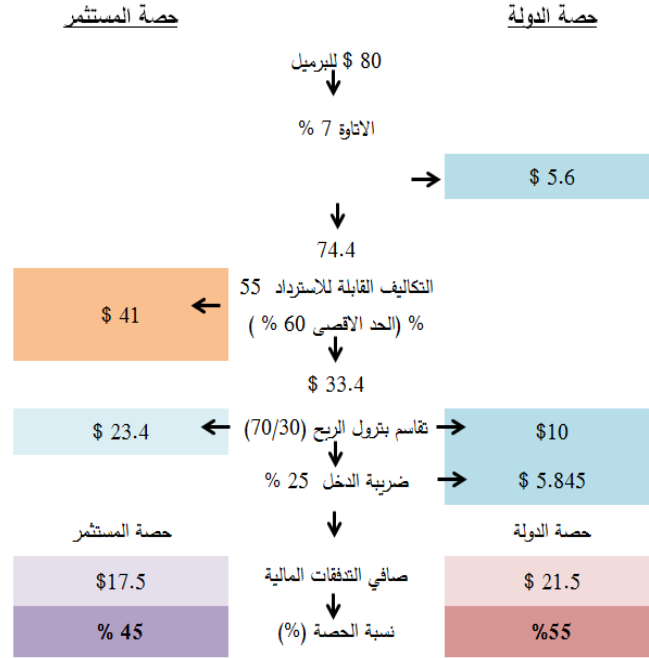 حصة المستثمر
حصة الدولة
80 $ للبرميل
الاتاوة 7 %
5.6 $
74.4
التكاليف القابلة للاسترداد 55
% (الحد الاقصى 60 % )
41 $
33.4 $
23.4 $
تقاسم بترول الربح (70/30)
$10
ضريبة الدخل 25 %
5.845 $
حصة المستثمر
حصة الدولة
$17.5
صافي التدفقات المالية
21.5 $
45 %
نسبة الحصة (%)
%55